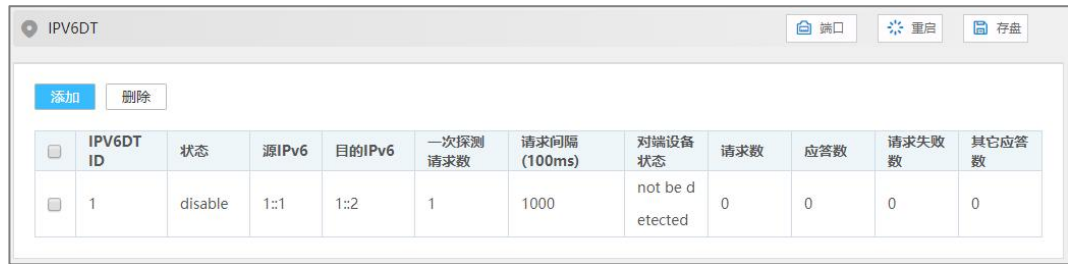 IPV6DT 端口 重启 存盘
添加 删除
IPV6DT ID 状态 源IPv6 目的IPv6 一次探测请求数 请求间隔(100ms) 对端设备状态 请求数 应答数 请求失败数 其它应答数
1 disable 1::1 1::2 1 1000 not be d etected 0 0 0 0